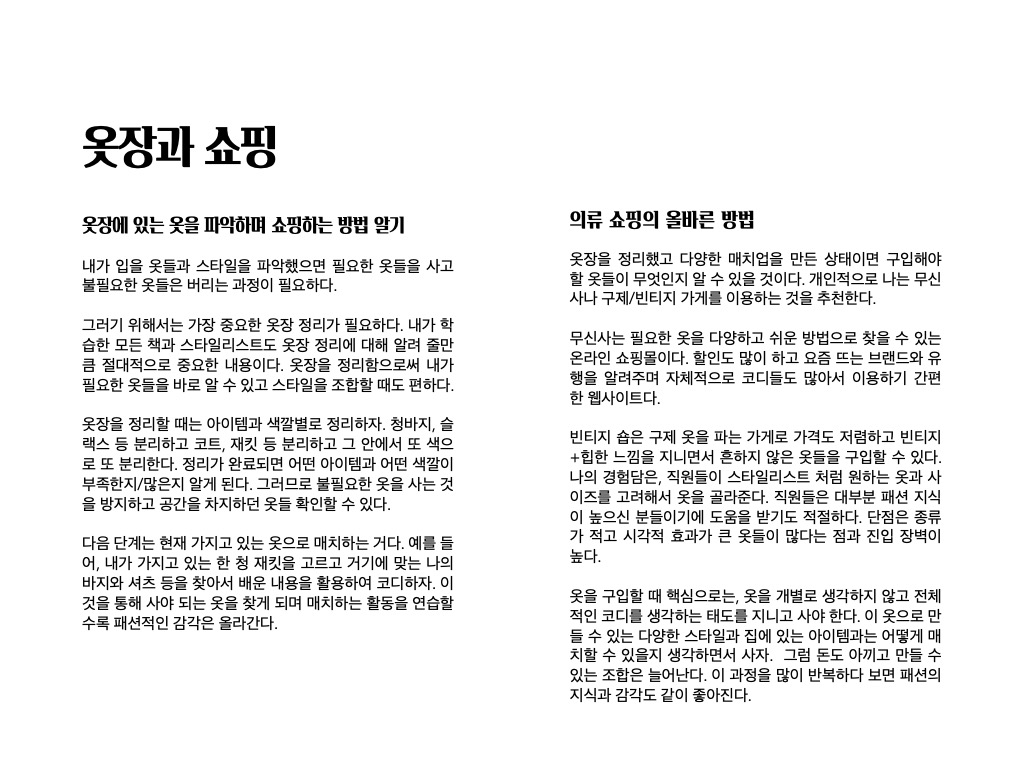 옷장과 쇼핑
옷장에 있는 옷을 파악하며 쇼핑하는 방법 알기
내가 입을 옷들과 스타일을 파악했으면 필요한 옷들을 사고
불필요한 옷들은 버리는 과정이 필요하다.
그러기 위해서는 가장 중요한 옷장 정리가 필요하다. 내가 학
습한 모든 책과 스타일리스트도 옷장 정리에 대해 알려 줄만
큼 절대적으로 중요한 내용이다. 옷장을 정리함으로써 내가
필요한 옷들을 바로 알 수 있고 스타일을 조합할 때도 편하다.
옷장을 정리할 때는 아이템과 색깔별로 정리하자. 청바지, 슬
랙스 등 분리하고 코트, 재킷 등 분리하고 그 안에서 또 색으
로 또 분리한다. 정리가 완료되면 어떤 아이템과 어떤 색깔이
부족한지/많은지 알게 된다. 그러므로 불필요한 옷을 사는 것
을 방지하고 공간을 차지하던 옷들 확인할 수 있다.
다음 단계는 현재 가지고 있는 옷으로 매치하는 거다. 예를 들
어, 내가 가지고 있는 한 청 재킷을 고르고 거기에 맞는 나의
바지와 셔츠 등을 찾아서 배운 내용을 활용하여 코디하자. 이
것을 통해 사야 되는 옷을 찾게 되며 매치하는 활동을 연습할
수록 패션적인 감각은 올라간다.
의류 쇼핑의 올바른 방법
옷장을 정리했고 다양한 매치업을 만든 상태이면 구입해야
할 옷들이 무엇인지 알 수 있을 것이다. 개인적으로 나는 무신
사나 구제/빈티지 가게를 이용하는 것을 추천한다.
무신사는 필요한 옷을 다양하고 쉬운 방법으로 찾을 수 있는
온라인 쇼핑몰이다. 할인도 많이 하고 요즘 뜨는 브랜드와 유
행을 알려주며 자체적으로 코디들도 많아서 이용하기 간편
한 웹사이트다.
빈티지 숍은 구제 옷을 파는 가게로 가격도 저렴하고 빈티지
+힙한 느낌을 지니면서 흔하지 않은 옷들을 구입할 수 있다.
나의 경험담은, 직원들이 스타일리스트 처럼 원하는 옷과 사
이즈를 고려해서 옷을 골라준다. 직원들은 대부분 패션 지식
이 높으신 분들이기에 도움을 받기도 적절하다. 단점은 종류
가 적고 시각적 효과가 큰 옷들이 많다는 점과 진입 장벽이
높다.
옷을 구입할 때 핵심으로는, 옷을 개별로 생각하지 않고 전체
적인 코디를 생각하는 태도를 지니고 사야 한다. 이 옷으로 만
들 수 있는 다양한 스타일과 집에 있는 아이템과는 어떻게 매
치할 수 있을지 생각하면서 사자.  그럼 돈도 아끼고 만들 수
있는 조합은 늘어난다. 이 과정을 많이 반복하다 보면 패션의
지식과 감각도 같이 좋아진다.